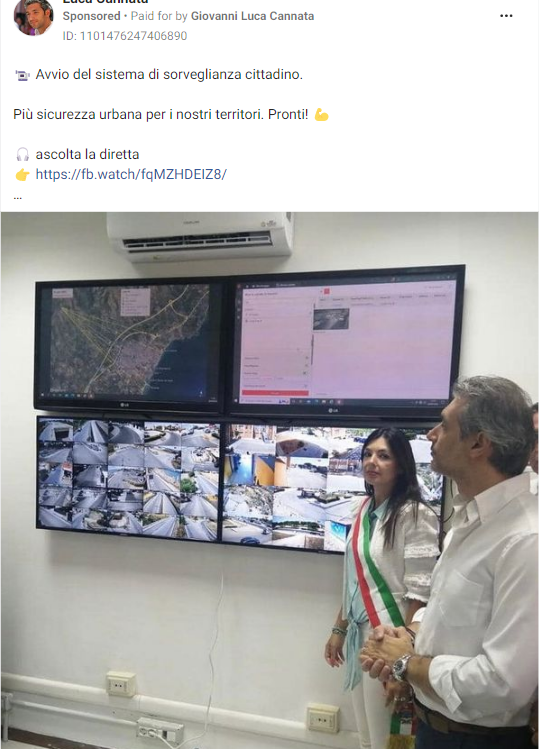 Luca Cannata
Sponsored • Paid for by Giovanni Luca Cannata
ID: 1101476247406890
Avvio del sistema di sorveglianza cittadino.
Più sicurezza urbana per i nostri territori. Pronti! 💪
🎧 ascolta la diretta
👉 https://fb.watch/fqMZHDEIZ8/
...
LG
LG